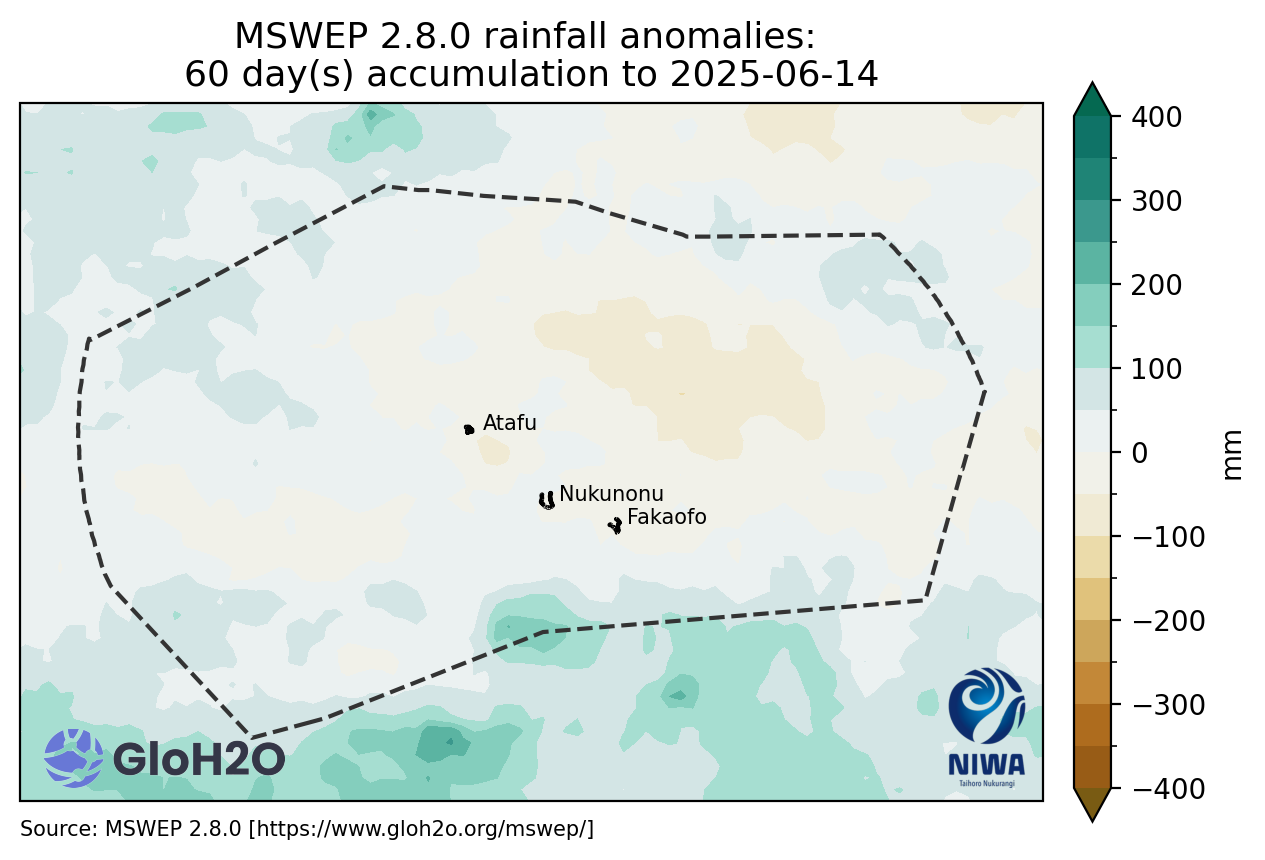 MSWEP 2.8.0 rainfall anomalies:
60 day(s) accumulation to 2025-06-14
400
300
200
100
0
−100
−200
−300
−400
mm
Atafu
Nukunonu
Fakaofo
GloH2O
NIWA
Taihoro Nukurangi
Source: MSWEP 2.8.0 [https://www.gloh2o.org/mswep/]